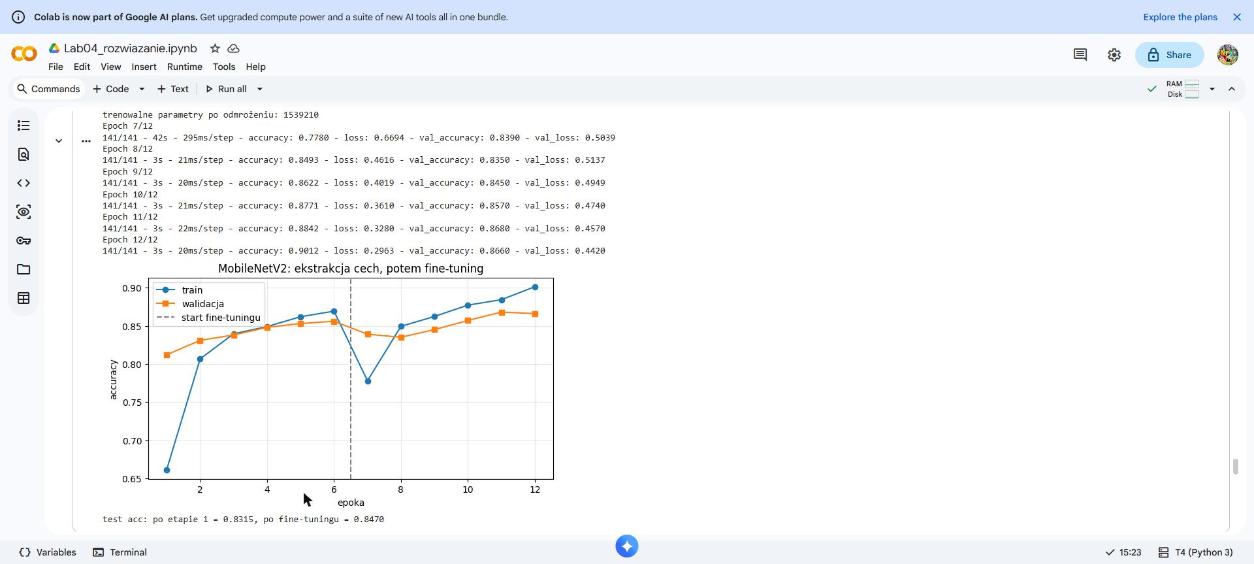 Colab is now part of Google AI plans. Get upgraded compute power and a suite of new AI tools all in one bundle.
Explore the plans
Lab04_rozwiazanie.ipynb
File Edit View Insert Runtime Tools Help
Share
Commands + Code + Text Run all
RAM
Disk
trenowalne parametry po odmrożeniu: 1539210
Epoch 7/12
141/141 - 42s - 295ms/step - accuracy: 0.7780 - loss: 0.6694 - val_accuracy: 0.8390 - val_loss: 0.5039
Epoch 8/12
141/141 - 3s - 21ms/step - accuracy: 0.8493 - loss: 0.4616 - val_accuracy: 0.8350 - val_loss: 0.5137
Epoch 9/12
141/141 - 3s - 20ms/step - accuracy: 0.8622 - loss: 0.4019 - val_accuracy: 0.8450 - val_loss: 0.4949
Epoch 10/12
141/141 - 3s - 21ms/step - accuracy: 0.8771 - loss: 0.3610 - val_accuracy: 0.8570 - val_loss: 0.4740
Epoch 11/12
141/141 - 3s - 22ms/step - accuracy: 0.8842 - loss: 0.3280 - val_accuracy: 0.8680 - val_loss: 0.4570
Epoch 12/12
141/141 - 3s - 20ms/step - accuracy: 0.9012 - loss: 0.2963 - val_accuracy: 0.8660 - val_loss: 0.4420
MobileNetV2: ekstrakcja cech, potem fine-tuning
train
walidacja
start fine-tuningu
accuracy
0.90
0.85
0.80
0.75
0.70
0.65
2 4 6 8 10 12
epoka
test acc: po etapie 1 = 0.8315, po fine-tuningu = 0.8470
Variables Terminal
15:23 T4 (Python 3)